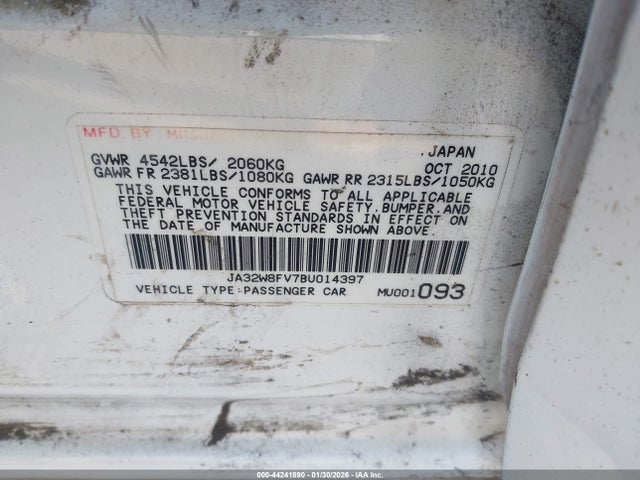 MFD. BY
JAPAN
GVWR 4542LBS/ 2060KG OCT 2010
GAWR FR 2381LBS/1080KG GAWR RR 2315LBS/1050KG
THIS VEHICLE CONFORMS TO ALL APPLICABLE
FEDERAL MOTOR VEHICLE SAFETY,BUMPER,AND
THEFT PREVENTION STANDARDS IN EFFECT ON
THE DATE OF MANUFACTURE SHOWN ABOVE.
JA32W8FV7BU014397
VEHICLE TYPE:PASSENGER CAR MU001093
000-44241890 - 01/30/2026 - IAAI Parked